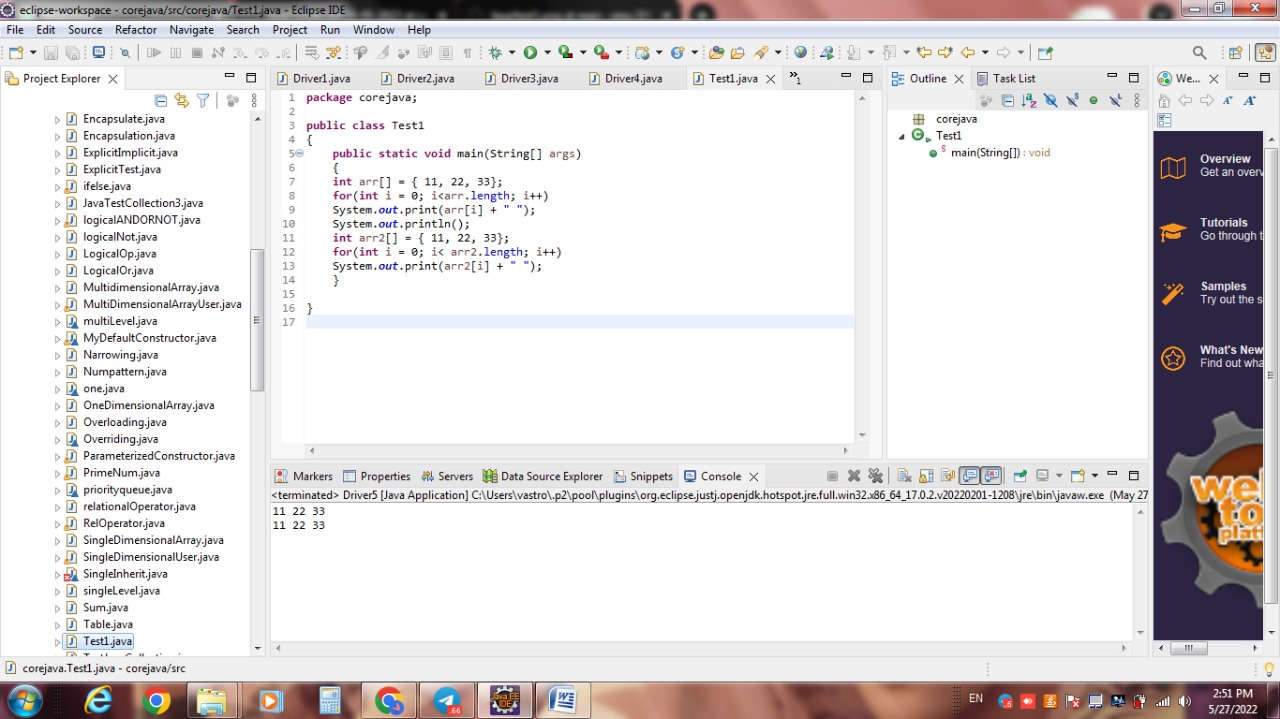 eclipse-workspace - corejava/src/corejava/Test1.java - Eclipse IDE
File Edit Source Refactor Navigate Search Project Run Window Help
Project Explorer
Encapsulate.java
Encapsulation.java
ExplicitImplicit.java
ExplicitTest.java
ifelse.java
JavaTestCollection3.java
logicalANDORNOT.java
logicalNot.java
LogicalOp.java
LogicalOr.java
MultidimensionalArray.java
MultiDimensionalArrayUser.java
multiLevel.java
MyDefaultConstructor.java
Narrowing.java
Numpattern.java
one.java
OneDimensionalArray.java
Overloading.java
Overriding.java
ParameterizedConstructor.java
PrimeNum.java
priorityqueue.java
relationalOperator.java
RelOperator.java
SingleDimensionalArray.java
SingleDimensionalUser.java
SingleInherit.java
singleLevel.java
Sum.java
Table.java
Test1.java
Driver1.java Driver2.java Driver3.java Driver4.java Test1.java »1
1 package corejava;
2
3 public class Test1
4 {
5 public static void main(String[] args)
6 {
7 int arr[] = { 11, 22, 33};
8 for(int i = 0; i<arr.length; i++)
9 System.out.print(arr[i] + " ");
10 System.out.println();
11 int arr2[] = { 11, 22, 33};
12 for(int i = 0; i< arr2.length; i++)
13 System.out.print(arr2[i] + " ");
14 }
15
16 }
17
Outline Task List
corejava
Test1
main(String[]) : void
We...
Overview
Get an overv
Tutorials
Go through t
Samples
Try out the s
What's New
Find out wha
Markers Properties Servers Data Source Explorer Snippets Console
<terminated> Driver5 [Java Application] C:\Users\vastro\.p2\pool\plugins\org.eclipse.justj.openjdk.hotspot.jre.full.win32.x86_64_17.0.2.v20220201-1208\jre\bin\javaw.exe (May 27
11 22 33
11 22 33
corejava.Test1.java - corejava/src
Java EE
IDE
.66
EN
2:51 PM
5/27/2022